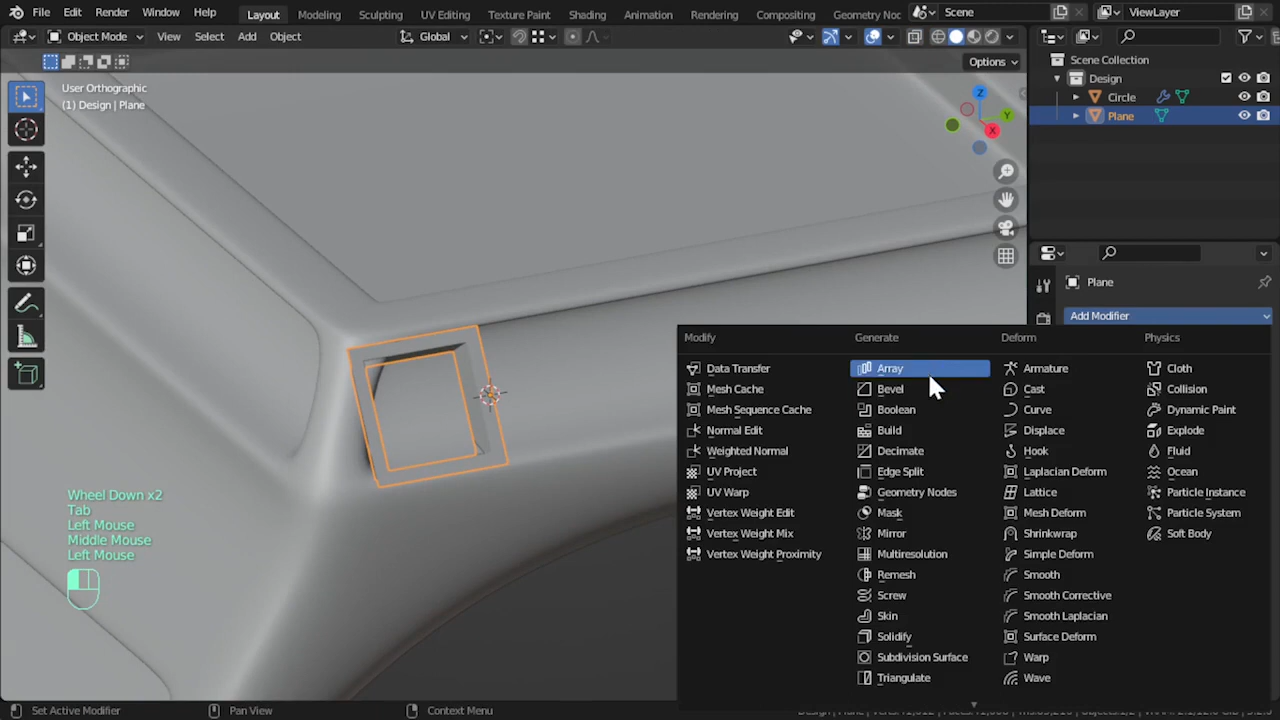 File Edit Render Window Help Layout Modeling Sculpting UV Editing Texture Paint Shading Animation Rendering Compositing Geometry Noc Scene ViewLayer
Object Mode View Select Add Object Global
Options
User Orthographic
(1) Design | Plane
Scene Collection
Design
Circle
Plane
Z
Y
X
Plane
Add Modifier
Modify
Data Transfer
Mesh Cache
Mesh Sequence Cache
Normal Edit
Weighted Normal
UV Project
UV Warp
Vertex Weight Edit
Vertex Weight Mix
Vertex Weight Proximity
Generate
Array
Bevel
Boolean
Build
Decimate
Edge Split
Geometry Nodes
Mask
Mirror
Multiresolution
Remesh
Screw
Skin
Solidify
Subdivision Surface
Triangulate
Deform
Armature
Cast
Curve
Displace
Hook
Laplacian Deform
Lattice
Mesh Deform
Shrinkwrap
Simple Deform
Smooth
Smooth Corrective
Smooth Laplacian
Surface Deform
Warp
Wave
Physics
Cloth
Collision
Dynamic Paint
Explode
Fluid
Ocean
Particle Instance
Particle System
Soft Body
Wheel Down x2
Tab
Left Mouse
Middle Mouse
Left Mouse
Set Active Modifier Pan View Context Menu